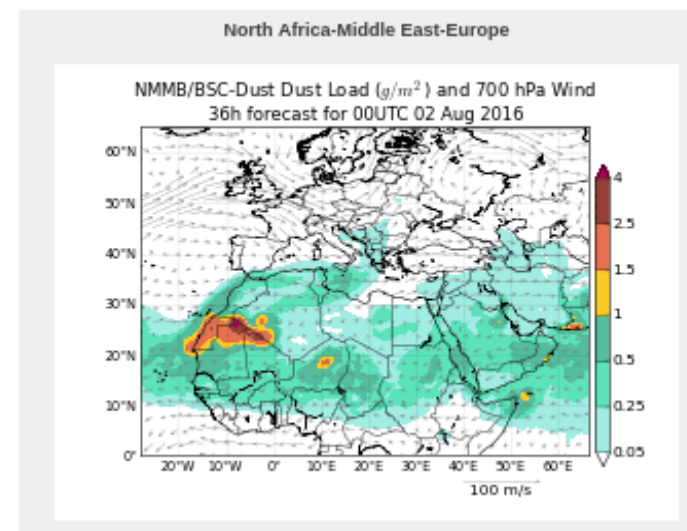 North Africa-Middle East-Europe
NMMB/BSC-Dust Dust Load (g/m²) and 700 hPa Wind
36h forecast for 00UTC 02 Aug 2016
60°N
50°N
40°N
30°N
20°N
10°N
0°
20°W 10°W 0° 10°E 20°E 30°E 40°E 50°E 60°E
4
2.5
1.5
1
0.5
0.25
0.05
100 m/s